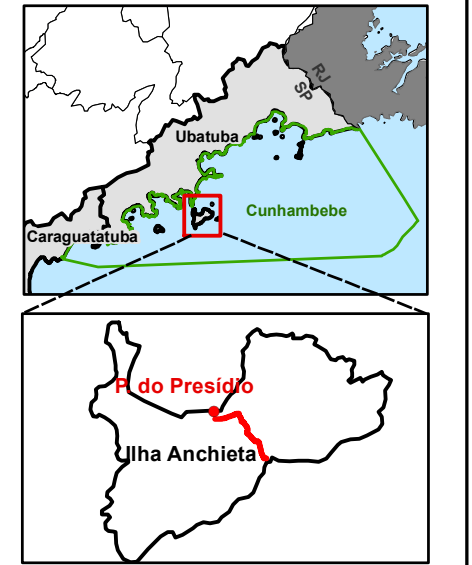 RJ
SP
Ubatuba
Cunhambebe
Caraguatatuba
P. do Presídio
Ilha Anchieta